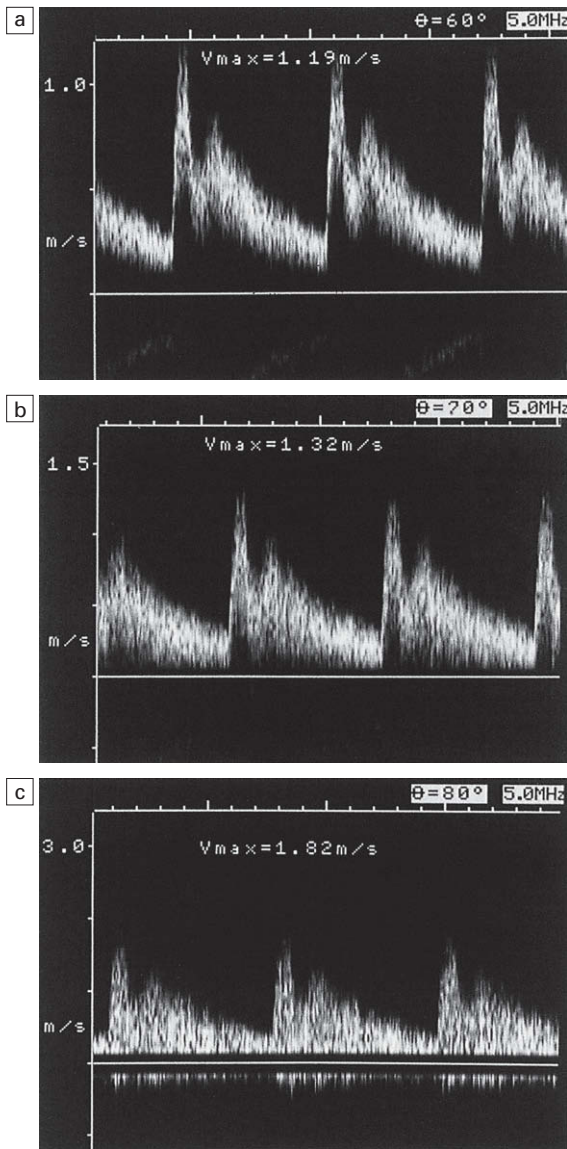 a
θ=60° 5.0MHz
Vmax=1.19m/s
1.0
m/s
b
θ=70° 5.0MHz
Vmax=1.32m/s
1.5
m/s
c
θ=80° 5.0MHz
Vmax=1.82m/s
3.0
m/s